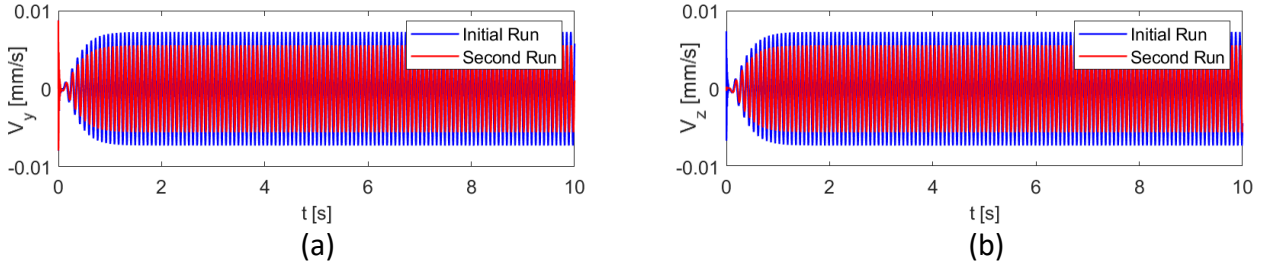 0.01
0
-0.01
V_y [mm/s]
Initial Run
Second Run
0 2 4 6 8 10
t [s]
(a)
0.01
0
-0.01
V_z [mm/s]
Initial Run
Second Run
0 2 4 6 8 10
t [s]
(b)